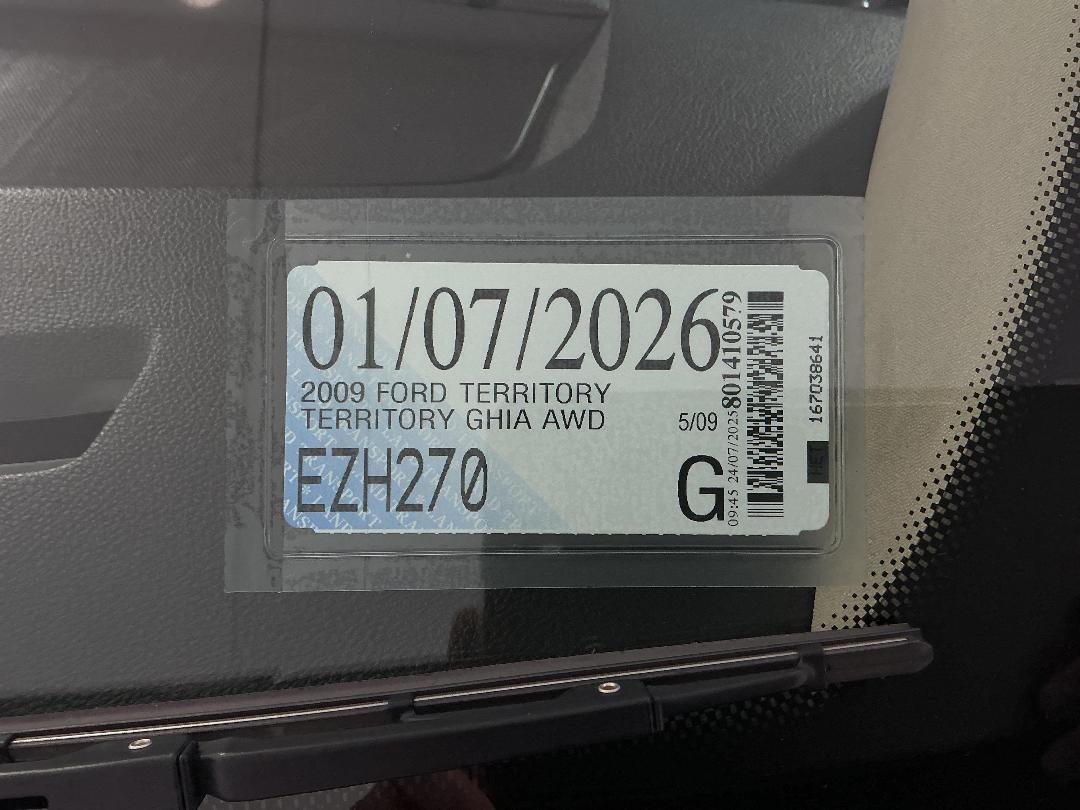 01/07/2026
2009 FORD TERRITORY
TERRITORY GHIA AWD 5/09
EZH270 G
09:45 24/07/2025 801410579
167038641